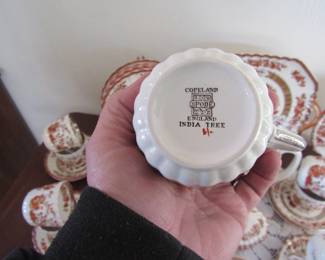 COPELAND
SPODE
ENGLAND
INDIA TREE